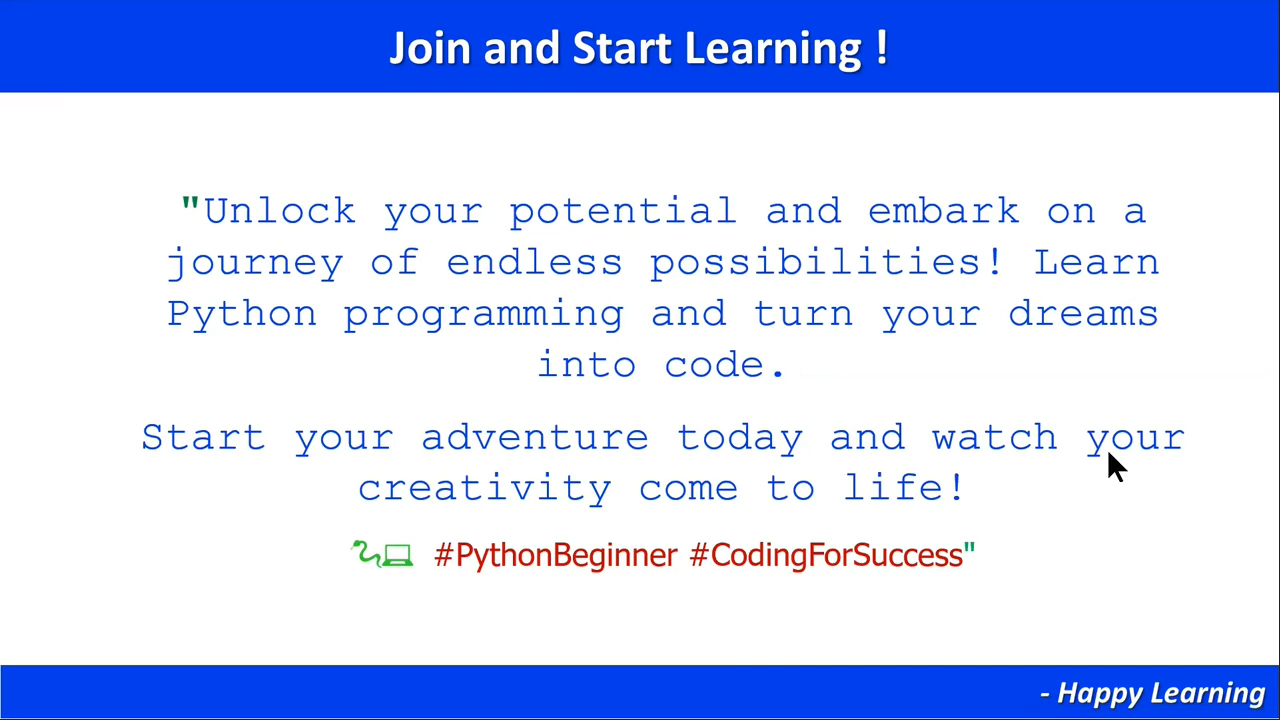 Join and Start Learning !
"Unlock your potential and embark on a
journey of endless possibilities! Learn
Python programming and turn your dreams
into code.
Start your adventure today and watch your
creativity come to life!
🐍💻 #PythonBeginner #CodingForSuccess"
- Happy Learning